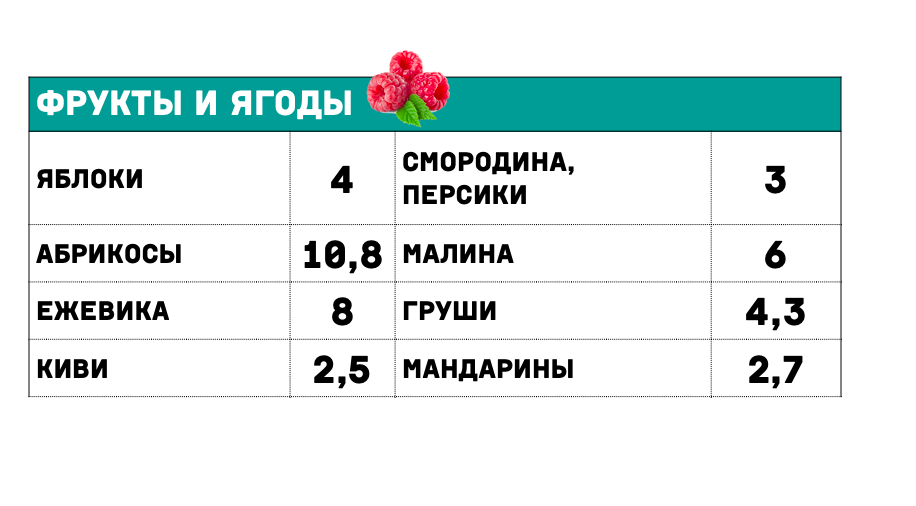 ФРУКТЫ И ЯГОДЫ
ЯБЛОКИ 4 СМОРОДИНА,
ПЕРСИКИ 3
АБРИКОСЫ 10,8 МАЛИНА 6
ЕЖЕВИКА 8 ГРУШИ 4,3
КИВИ 2,5 МАНДАРИНЫ 2,7